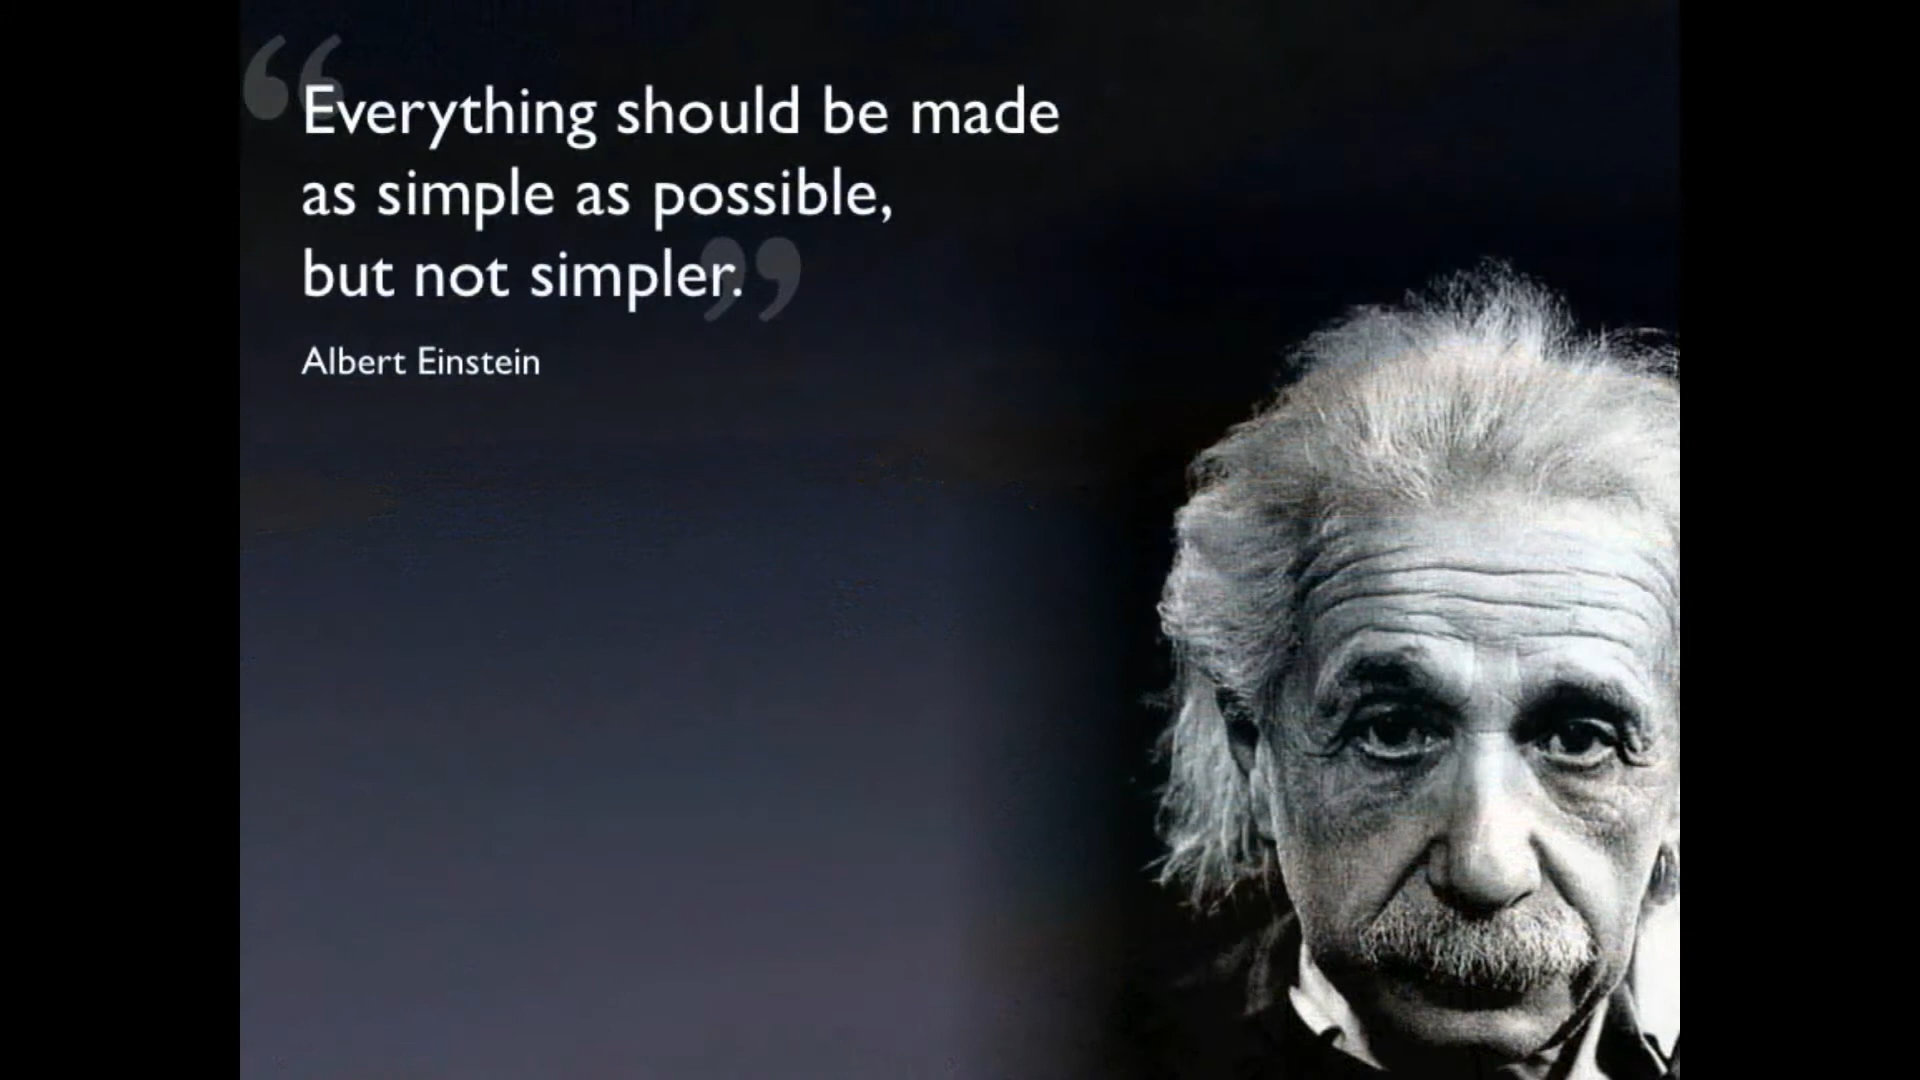 “Everything should be made
as simple as possible,
but not simpler.”
Albert Einstein